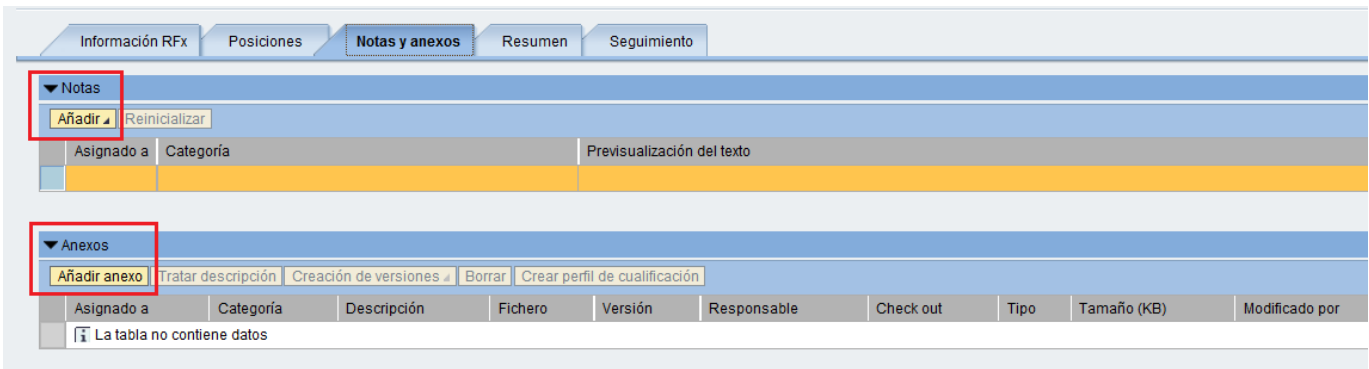 Información RFx Posiciones Notas y anexos Resumen Seguimiento
Notas
Añadir Reinicializar
Asignado a Categoría Previsualización del texto
Anexos
Añadir anexo Tratar descripción Creación de versiones Borrar Crear perfil de cualificación
Asignado a Categoría Descripción Fichero Versión Responsable Check out Tipo Tamaño (KB) Modificado por
La tabla no contiene datos